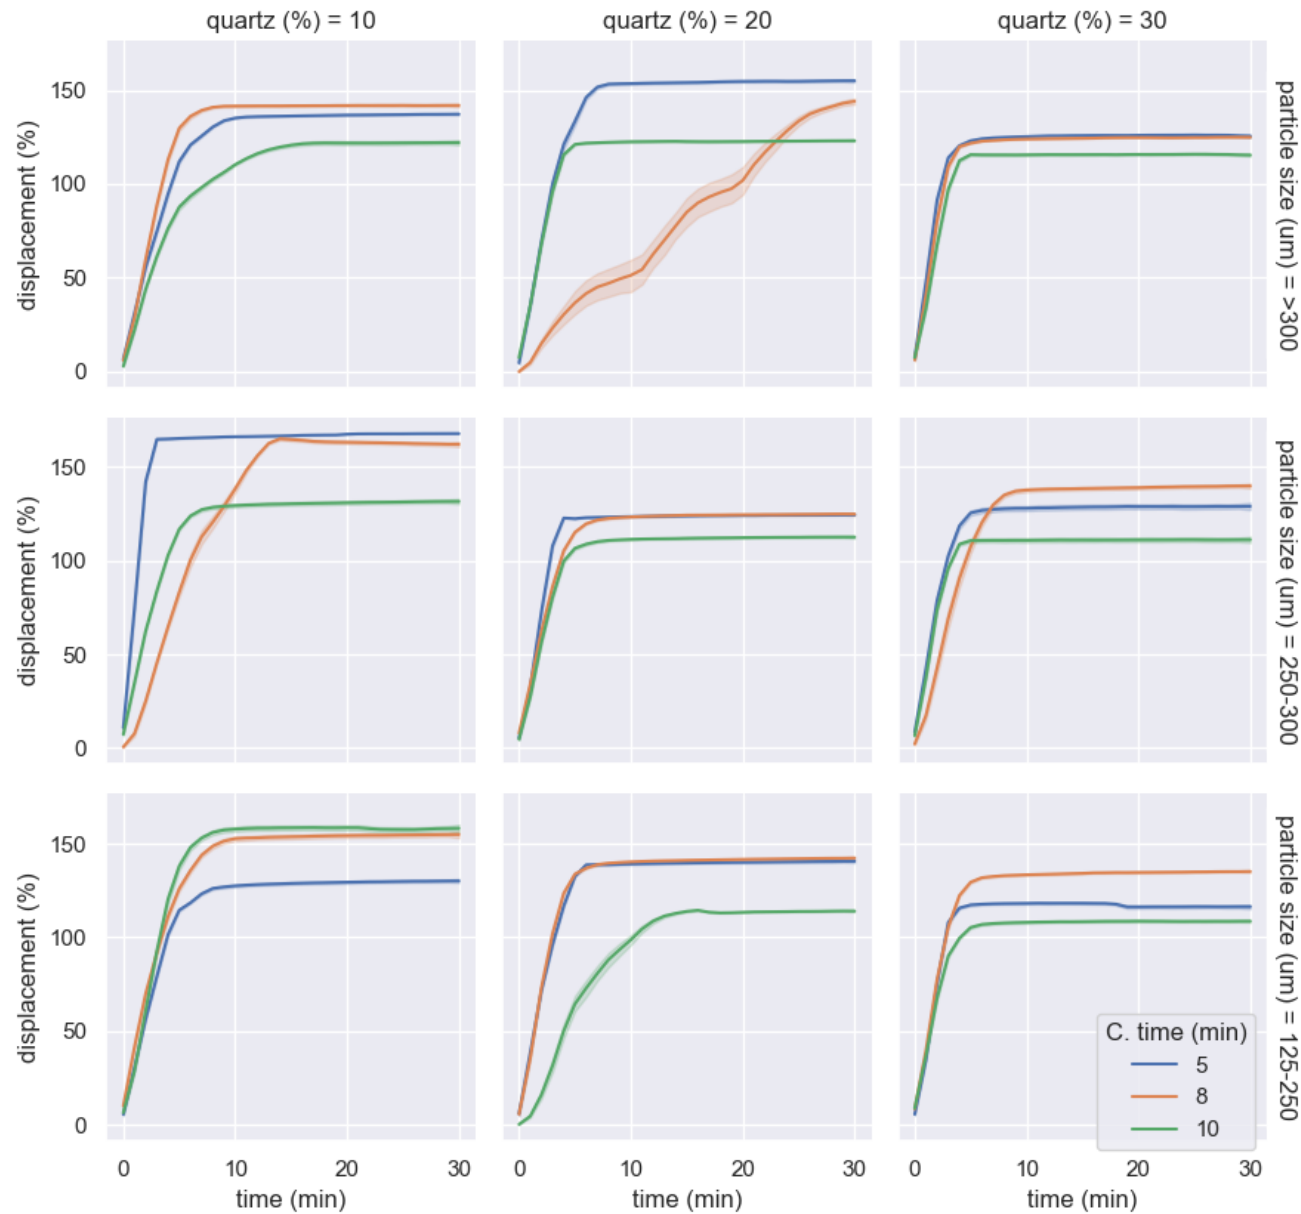 quartz (%) = 10
quartz (%) = 20
quartz (%) = 30
displacement (%)
150
100
50
0
particle size (um) = >300
displacement (%)
150
100
50
0
particle size (um) = 250-300
displacement (%)
150
100
50
0
particle size (um) = 125-250
C. time (min)
5
8
10
0 10 20 30
time (min)
0 10 20 30
time (min)
0 10 20 30
time (min)